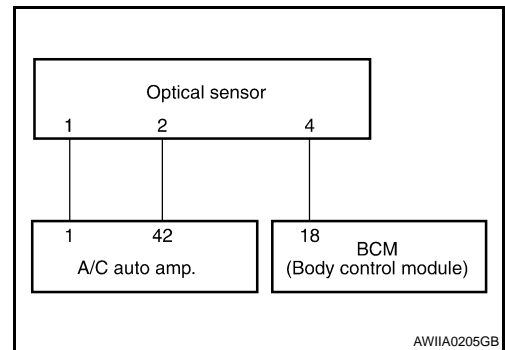 Optical sensor
1 2 4
1 42 18
A/C auto amp.
BCM
(Body control module)
AWIIA0205GB